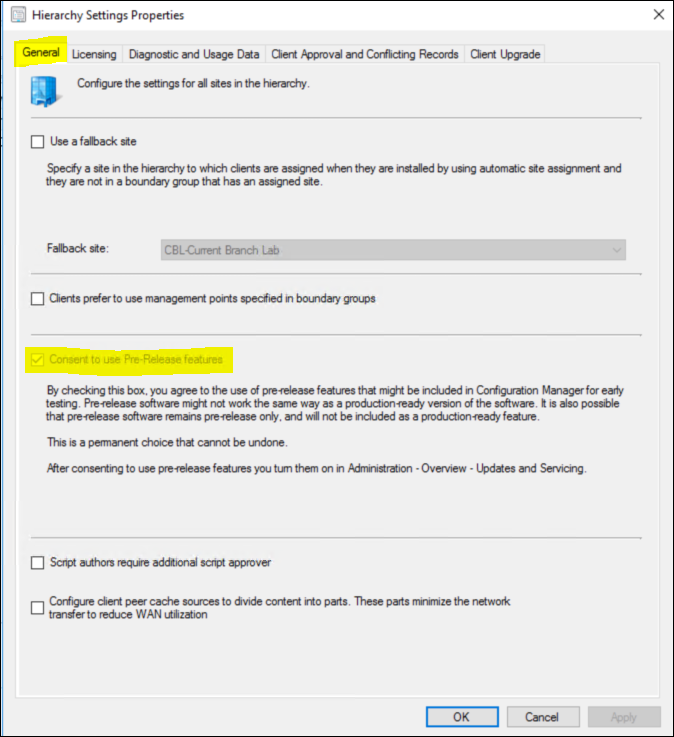 Hierarchy Settings Properties
General Licensing Diagnostic and Usage Data Client Approval and Conflicting Records Client Upgrade
Configure the settings for all sites in the hierarchy.
Use a fallback site
Specify a site in the hierarchy to which clients are assigned when they are installed by using automatic site assignment and
they are not in a boundary group that has an assigned site.
Fallback site: CBL-Current Branch Lab
Clients prefer to use management points specified in boundary groups
Consent to use Pre-Release features
By checking this box, you agree to the use of pre-release features that might be included in Configuration Manager for early
testing. Pre-release software might not work the same way as a production-ready version of the software. It is also possible
that pre-release software remains pre-release only, and will not be included as a production-ready feature.
This is a permanent choice that cannot be undone.
After consenting to use pre-release features you turn them on in Administration - Overview - Updates and Servicing.
Script authors require additional script approver
Configure client peer cache sources to divide content into parts. These parts minimize the network
transfer to reduce WAN utilization
OK Cancel Apply